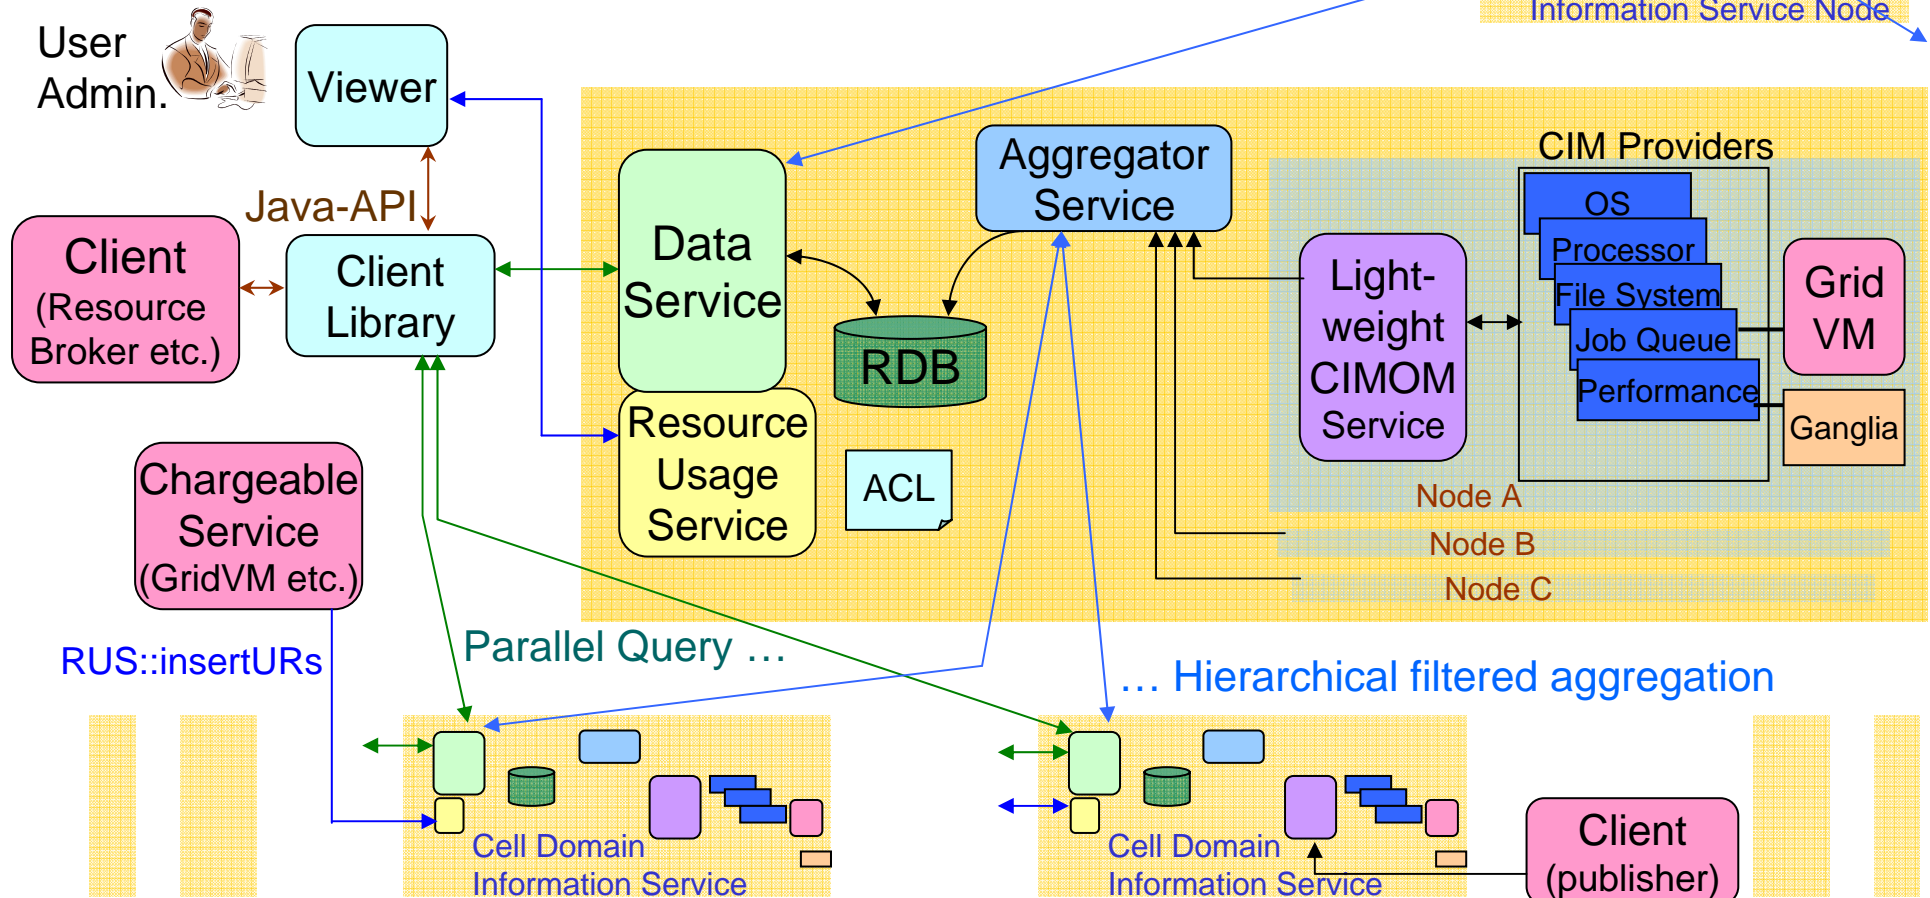 Information Service Node
User
Admin.
Viewer
Java-API
Client
(Resource
Broker etc.)
Client
Library
Data
Service
Resource
Usage
Service
Aggregator
Service
RDB
ACL
CIM Providers
OS
Processor
File System
Job Queue
Performance
Light-
weight
CIMOM
Service
Grid
VM
Ganglia
Node A
Node B
Node C
Chargeable
Service
(GridVM etc.)
RUS::insertURs
Parallel Query …
… Hierarchical filtered aggregation
Cell Domain
Information Service
Cell Domain
Information Service
Client
(publisher)